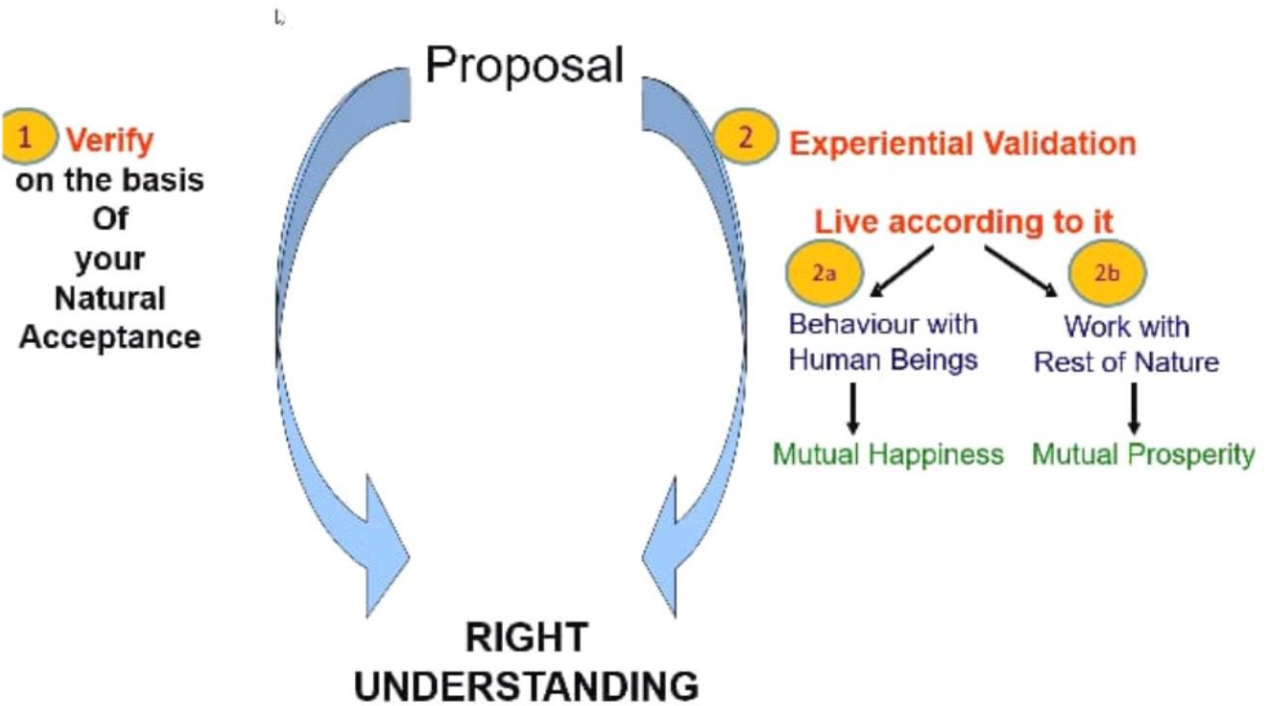 Proposal
1 Verify
on the basis
Of
your
Natural
Acceptance
2 Experiential Validation
Live according to it
2a
2b
Behaviour with
Human Beings
Work with
Rest of Nature
Mutual Happiness
Mutual Prosperity
RIGHT
UNDERSTANDING